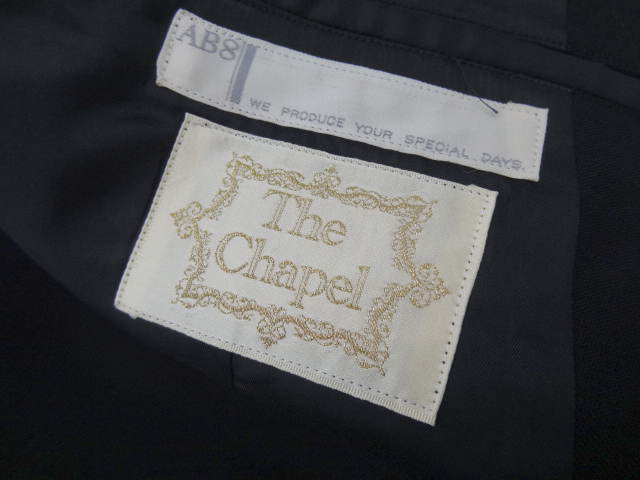 AB8
WE PRODUCE YOUR SPECIAL DAYS.
The
Chapel